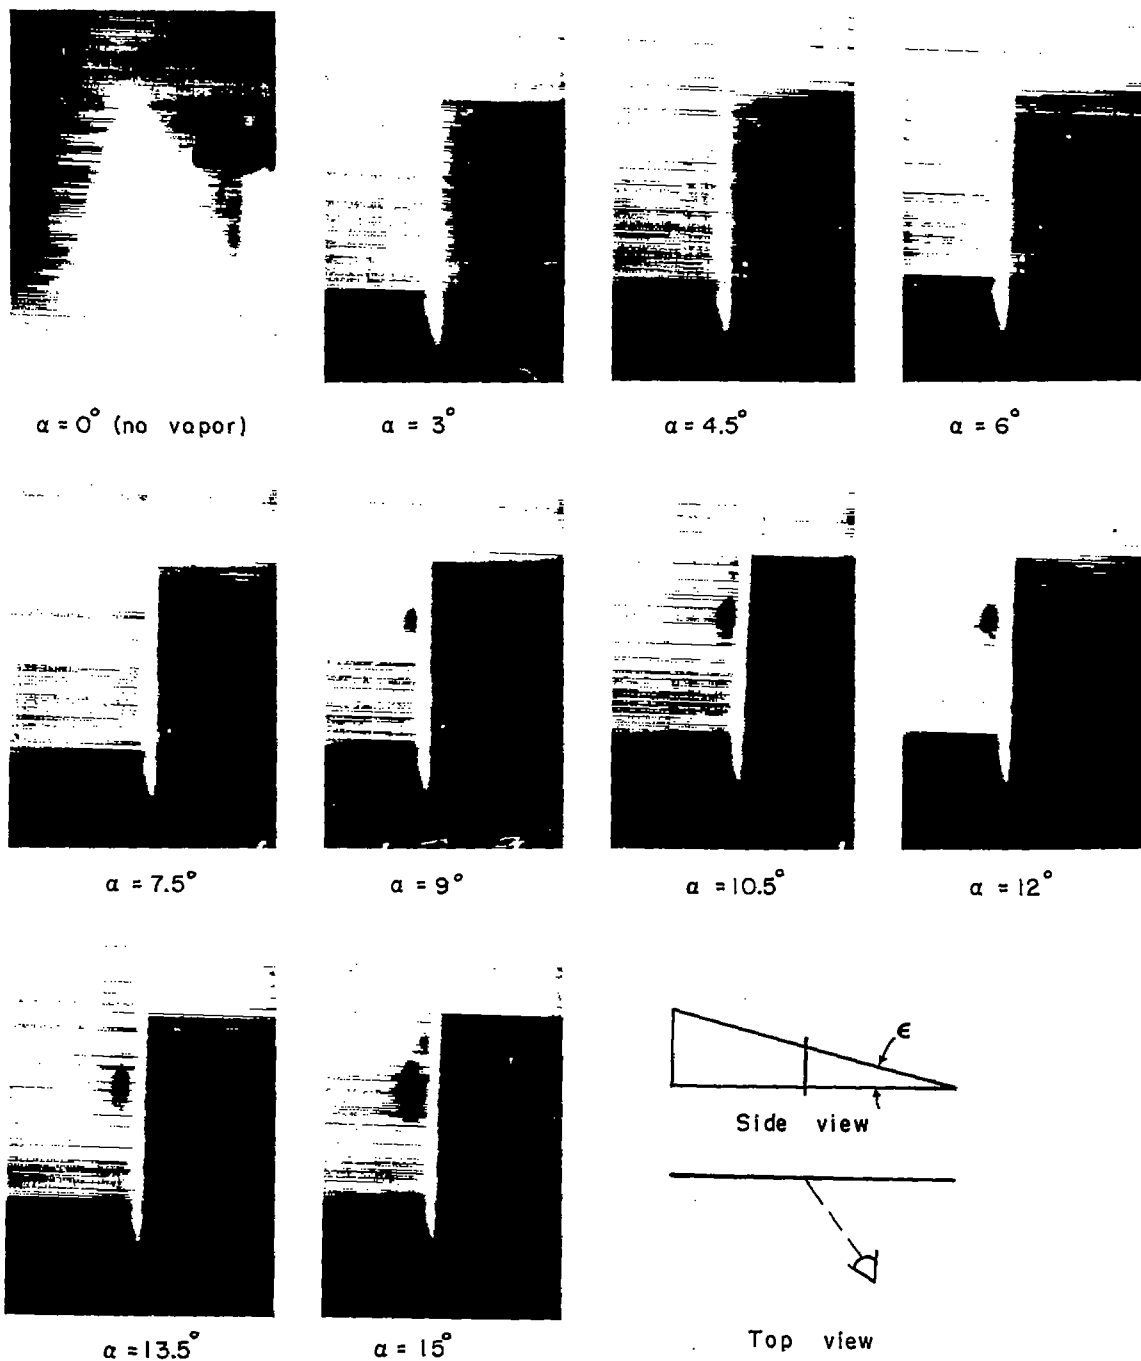 α = 0° (no vapor)
α = 3°
α = 4.5°
α = 6°
α = 7.5°
α = 9°
α = 10.5°
α = 12°
ϵ
Side view
Top view
α = 13.5°
α = 15°